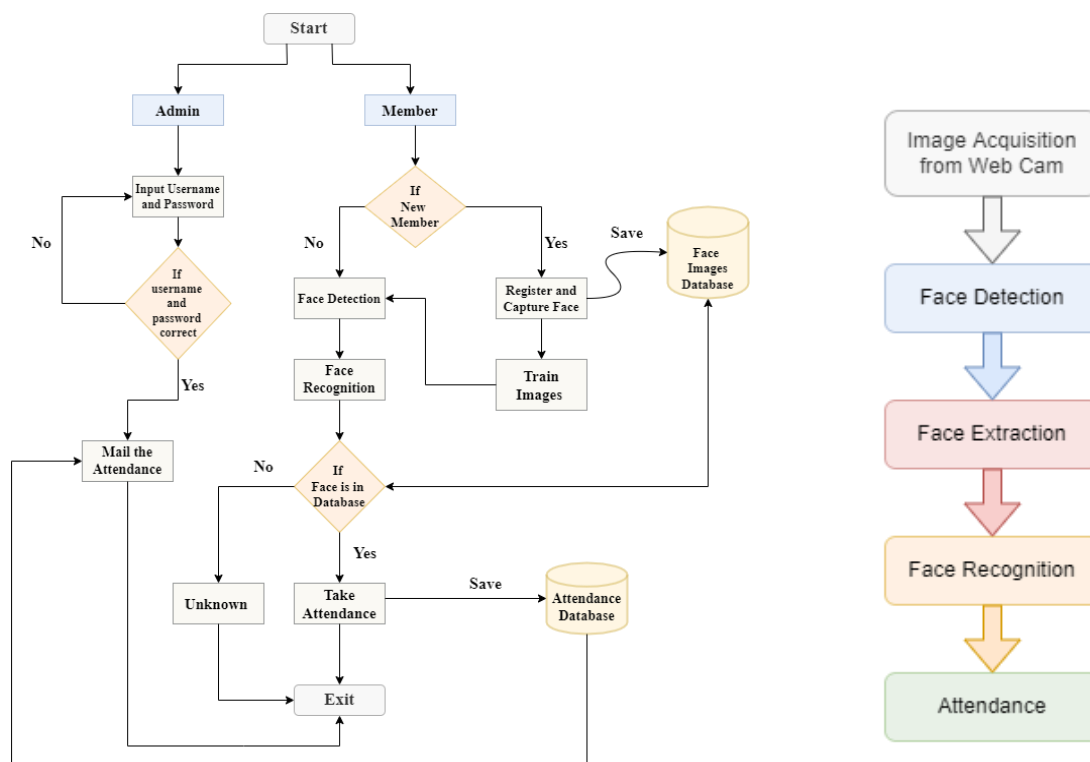 Start
Admin
Member
Input Username
and Password
If
New
Member
No
No
Yes
Save
Face
Images
Database
If
username
and
password
correct
Face Detection
Register and
Capture Face
Yes
Face
Recognition
Train
Images
Mail the
Attendance
No
If
Face is in
Database
Yes
Unknown
Take
Attendance
Save
Attendance
Database
Exit
Image Acquisition
from Web Cam
Face Detection
Face Extraction
Face Recognition
Attendance